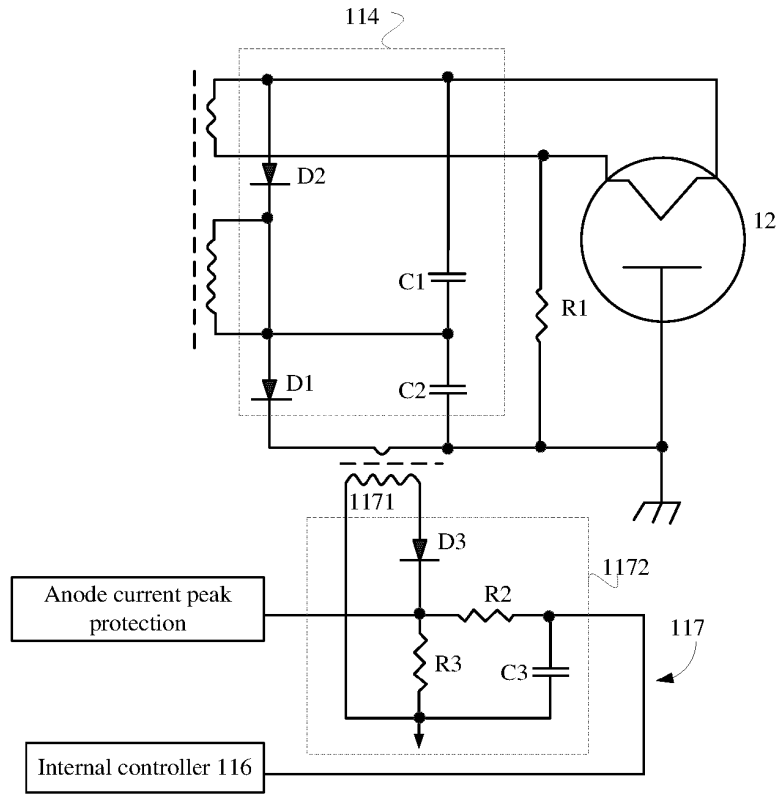 114
D2
12
C1
R1
D1
C2
1171
D3
1172
Anode current peak
protection
R2
117
R3
C3
Internal controller 116